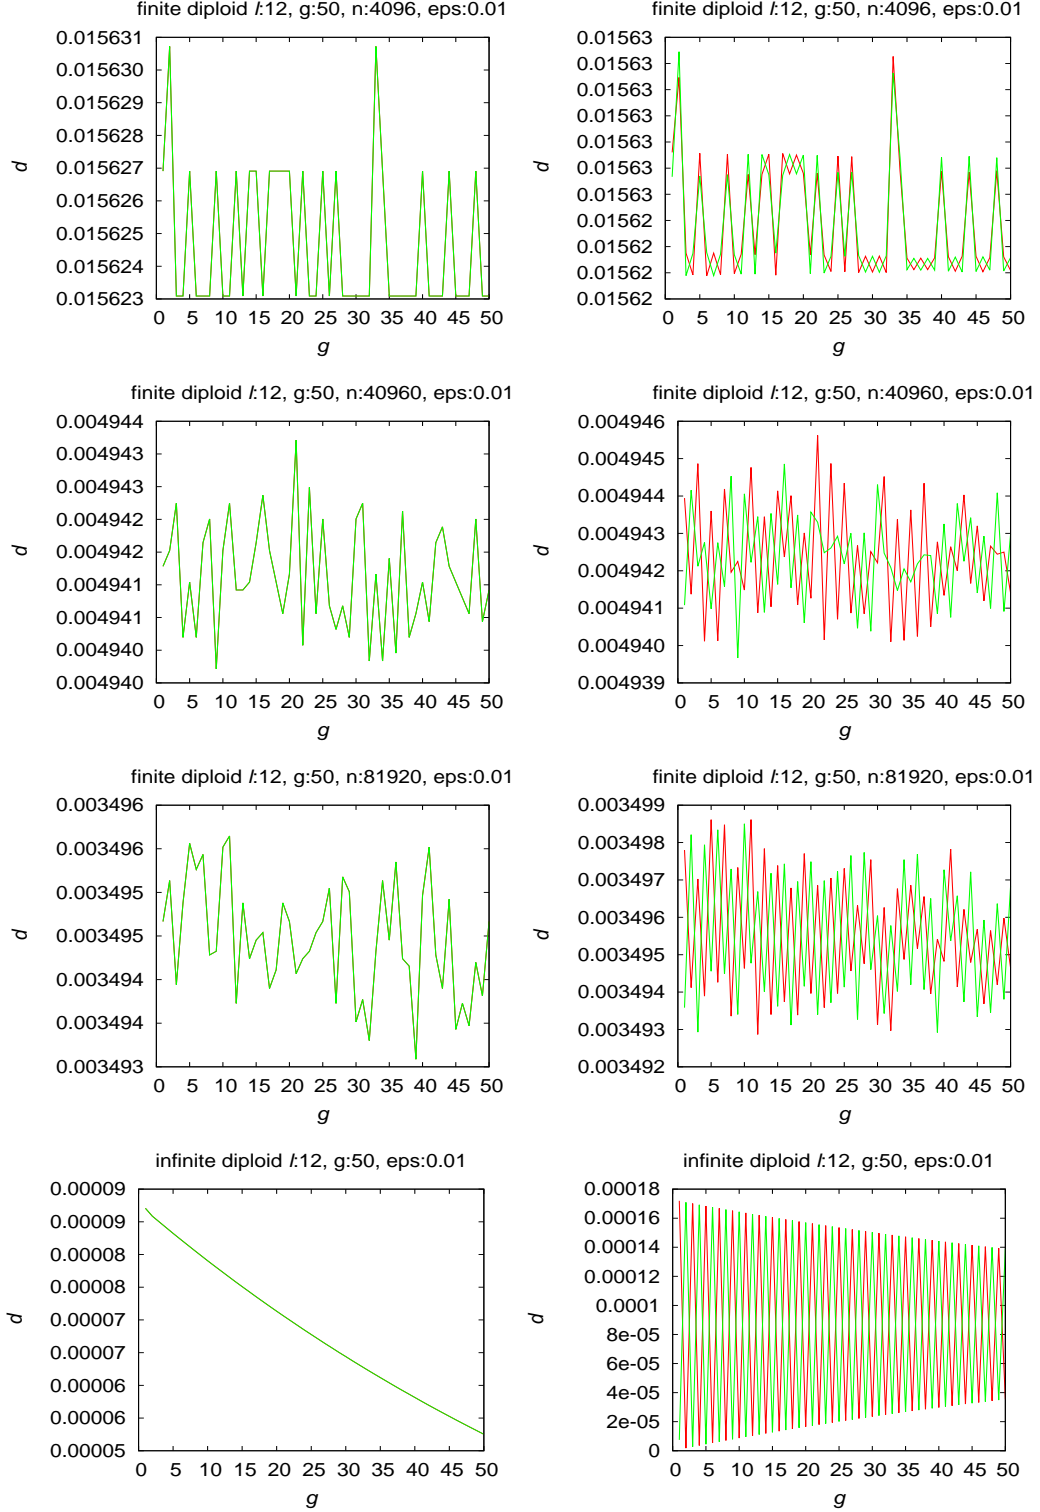 finite diploid l:12, g:50, n:4096, eps:0.01
0.015631
0.015630
0.015629
0.015628
0.015627
0.015626
0.015625
0.015624
0.015623
d
0 5 10 15 20 25 30 35 40 45 50
g
finite diploid l:12, g:50, n:4096, eps:0.01
0.01563
0.01563
0.01563
0.01563
0.01563
0.01563
0.01563
0.01562
0.01562
0.01562
0.01562
d
0 5 10 15 20 25 30 35 40 45 50
g
finite diploid l:12, g:50, n:40960, eps:0.01
0.004944
0.004943
0.004943
0.004942
0.004942
0.004941
0.004941
0.004940
0.004940
d
0 5 10 15 20 25 30 35 40 45 50
g
finite diploid l:12, g:50, n:40960, eps:0.01
0.004946
0.004945
0.004944
0.004943
0.004942
0.004941
0.004940
0.004939
d
0 5 10 15 20 25 30 35 40 45 50
g
finite diploid l:12, g:50, n:81920, eps:0.01
0.003496
0.003496
0.003495
0.003495
0.003494
0.003494
0.003493
d
0 5 10 15 20 25 30 35 40 45 50
g
finite diploid l:12, g:50, n:81920, eps:0.01
0.003499
0.003498
0.003497
0.003496
0.003495
0.003494
0.003493
0.003492
d
0 5 10 15 20 25 30 35 40 45 50
g
infinite diploid l:12, g:50, eps:0.01
0.00009
0.00009
0.00008
0.00008
0.00007
0.00007
0.00006
0.00006
0.00005
d
0 5 10 15 20 25 30 35 40 45 50
g
infinite diploid l:12, g:50, eps:0.01
0.00018
0.00016
0.00014
0.00012
0.0001
8e-05
6e-05
4e-05
2e-05
0
d
0 5 10 15 20 25 30 35 40 45 50
g